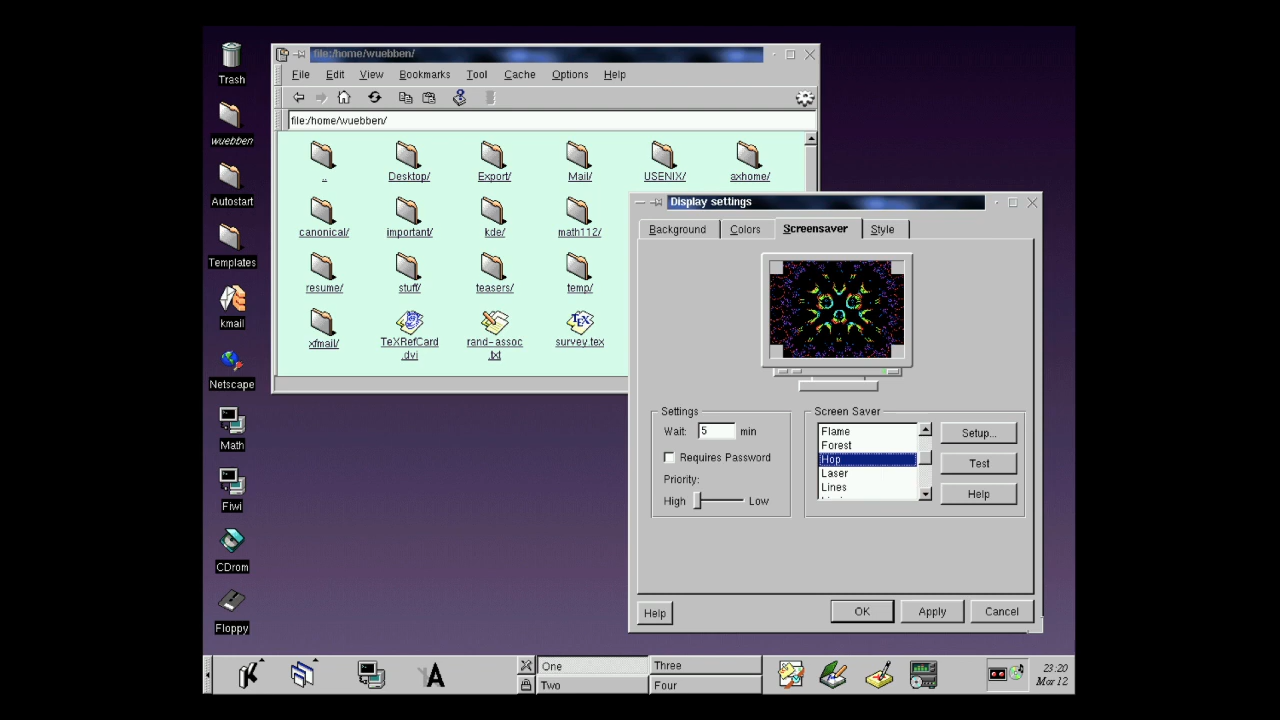 Trash
wuebben
Autostart
Templates
kmail
Netscape
Math
Fiwi
CDrom
Floppy
file:/home/wuebben/
File Edit View Bookmarks Tool Cache Options Help
file:/home/wuebben/
.. Desktop/ Export/ Mail/ USENIX/ axhome/
canonical/ important/ kde/ math112/
resume/ stuff/ teasers/ temp/
xfmail/ TeXRefCard rand-assoc survey.tex
.dvi .txt
Display settings
Background Colors Screensaver Style
Settings
Wait: 5 min
Requires Password
Priority:
High Low
Screen Saver
Flame
Forest
Hop
Laser
Lines
Setup...
Test
Help
Help OK Apply Cancel
One Three
Two Four
23:20
Mar 12